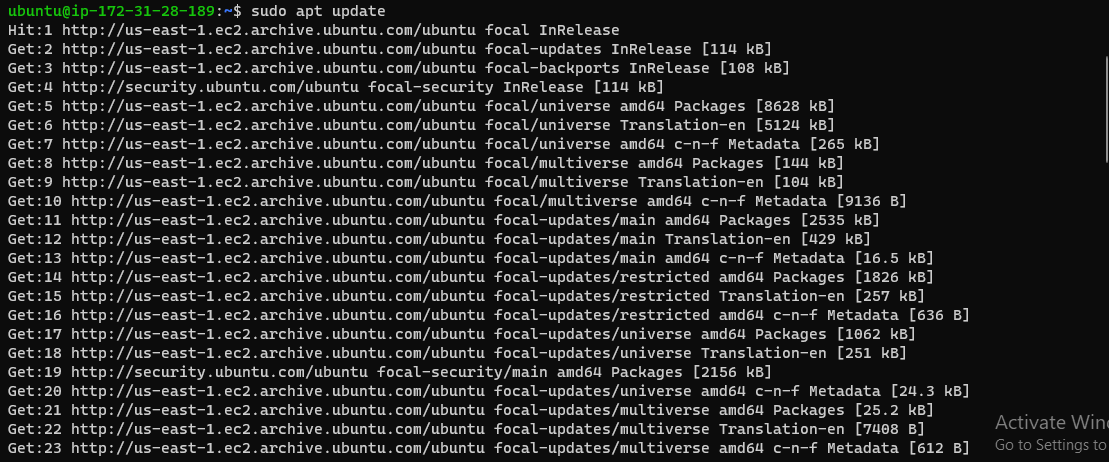 ubuntu@ip-172-31-28-189:~$ sudo apt update
Hit:1 http://us-east-1.ec2.archive.ubuntu.com/ubuntu focal InRelease
Get:2 http://us-east-1.ec2.archive.ubuntu.com/ubuntu focal-updates InRelease [114 kB]
Get:3 http://us-east-1.ec2.archive.ubuntu.com/ubuntu focal-backports InRelease [108 kB]
Get:4 http://security.ubuntu.com/ubuntu focal-security InRelease [114 kB]
Get:5 http://us-east-1.ec2.archive.ubuntu.com/ubuntu focal/universe amd64 Packages [8628 kB]
Get:6 http://us-east-1.ec2.archive.ubuntu.com/ubuntu focal/universe Translation-en [5124 kB]
Get:7 http://us-east-1.ec2.archive.ubuntu.com/ubuntu focal/universe amd64 c-n-f Metadata [265 kB]
Get:8 http://us-east-1.ec2.archive.ubuntu.com/ubuntu focal/multiverse amd64 Packages [144 kB]
Get:9 http://us-east-1.ec2.archive.ubuntu.com/ubuntu focal/multiverse Translation-en [104 kB]
Get:10 http://us-east-1.ec2.archive.ubuntu.com/ubuntu focal/multiverse amd64 c-n-f Metadata [9136 B]
Get:11 http://us-east-1.ec2.archive.ubuntu.com/ubuntu focal-updates/main amd64 Packages [2535 kB]
Get:12 http://us-east-1.ec2.archive.ubuntu.com/ubuntu focal-updates/main Translation-en [429 kB]
Get:13 http://us-east-1.ec2.archive.ubuntu.com/ubuntu focal-updates/main amd64 c-n-f Metadata [16.5 kB]
Get:14 http://us-east-1.ec2.archive.ubuntu.com/ubuntu focal-updates/restricted amd64 Packages [1826 kB]
Get:15 http://us-east-1.ec2.archive.ubuntu.com/ubuntu focal-updates/restricted Translation-en [257 kB]
Get:16 http://us-east-1.ec2.archive.ubuntu.com/ubuntu focal-updates/restricted amd64 c-n-f Metadata [636 B]
Get:17 http://us-east-1.ec2.archive.ubuntu.com/ubuntu focal-updates/universe amd64 Packages [1062 kB]
Get:18 http://us-east-1.ec2.archive.ubuntu.com/ubuntu focal-updates/universe Translation-en [251 kB]
Get:19 http://security.ubuntu.com/ubuntu focal-security/main amd64 Packages [2156 kB]
Get:20 http://us-east-1.ec2.archive.ubuntu.com/ubuntu focal-updates/universe amd64 c-n-f Metadata [24.3 kB]
Get:21 http://us-east-1.ec2.archive.ubuntu.com/ubuntu focal-updates/multiverse amd64 Packages [25.2 kB]
Get:22 http://us-east-1.ec2.archive.ubuntu.com/ubuntu focal-updates/multiverse Translation-en [7408 B]
Get:23 http://us-east-1.ec2.archive.ubuntu.com/ubuntu focal-updates/multiverse amd64 c-n-f Metadata [612 B]
Activate Win
Go to Settings to